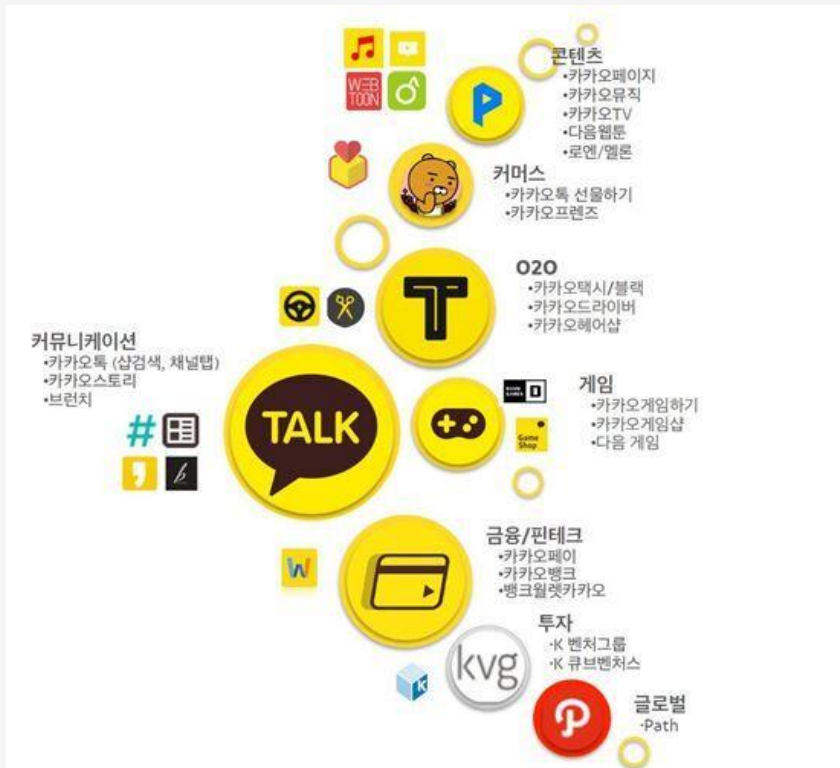 WEB
TOON
콘텐츠
•카카오페이지
•카카오뮤직
•카카오TV
•다음웹툰
•로엔/멜론
커머스
•카카오톡 선물하기
•카카오프렌즈
O2O
•카카오택시/블랙
•카카오드라이버
•카카오헤어샵
T
커뮤니케이션
•카카오톡 (샵검색, 채널탭)
•카카오스토리
•브런치
#
TALK
게임
•카카오게임하기
•카카오게임샵
•다음 게임
D
Game
Shop
금융/핀테크
•카카오페이
•카카오뱅크
•뱅크월렛카카오
W
투자
·K 벤처그룹
·K 큐브벤처스
kvg
K
글로벌
·Path